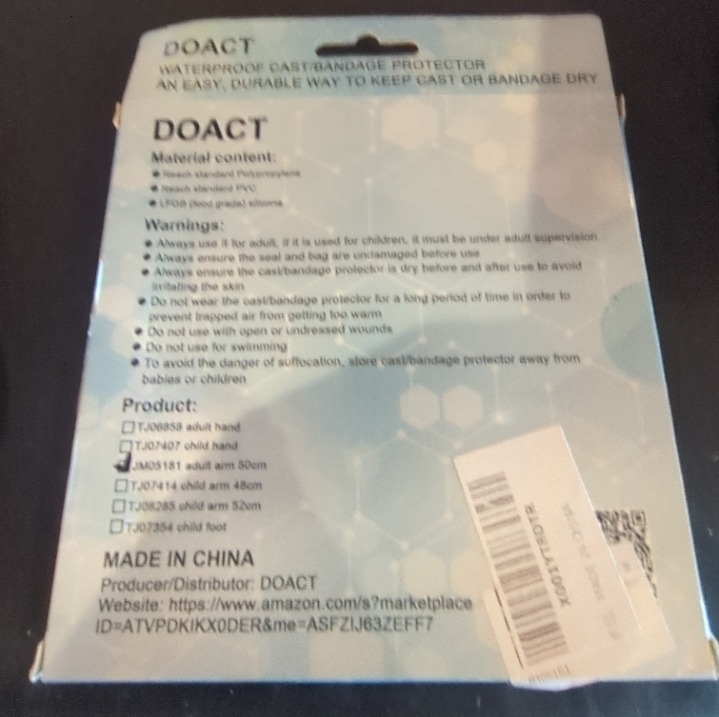 DOACT
WATERPROOF CAST/BANDAGE PROTECTOR
AN EASY, DURABLE WAY TO KEEP CAST OR BANDAGE DRY
DOACT
Material content:
● Reach standard Polypropylene
● Reach standard PVC
● LFGB (food grade) silicone
Warnings:
● Always use it for adult, if it is used for children, it must be under adult supervision
● Always ensure the seal and bag are undamaged before use
● Always ensure the cast/bandage protector is dry before and after use to avoid
irritating the skin
● Do not wear the cast/bandage protector for a long period of time in order to
prevent trapped air from getting too warm
● Do not use with open or undressed wounds
● Do not use for swimming
● To avoid the danger of suffocation, store cast/bandage protector away from
babies or children
Product:
TJ06859 adult hand
TJ07407 child hand
JM05181 adult arm 50cm
TJ07414 child arm 48cm
TJ08285 child arm 52cm
TJ07354 child foot
MADE IN CHINA
Producer/Distributor: DOACT
Website: https://www.amazon.com/s?marketplace
ID=ATVPDKIKX0DER&me=ASFZIJ63ZEFF7
MADE IN CHINA